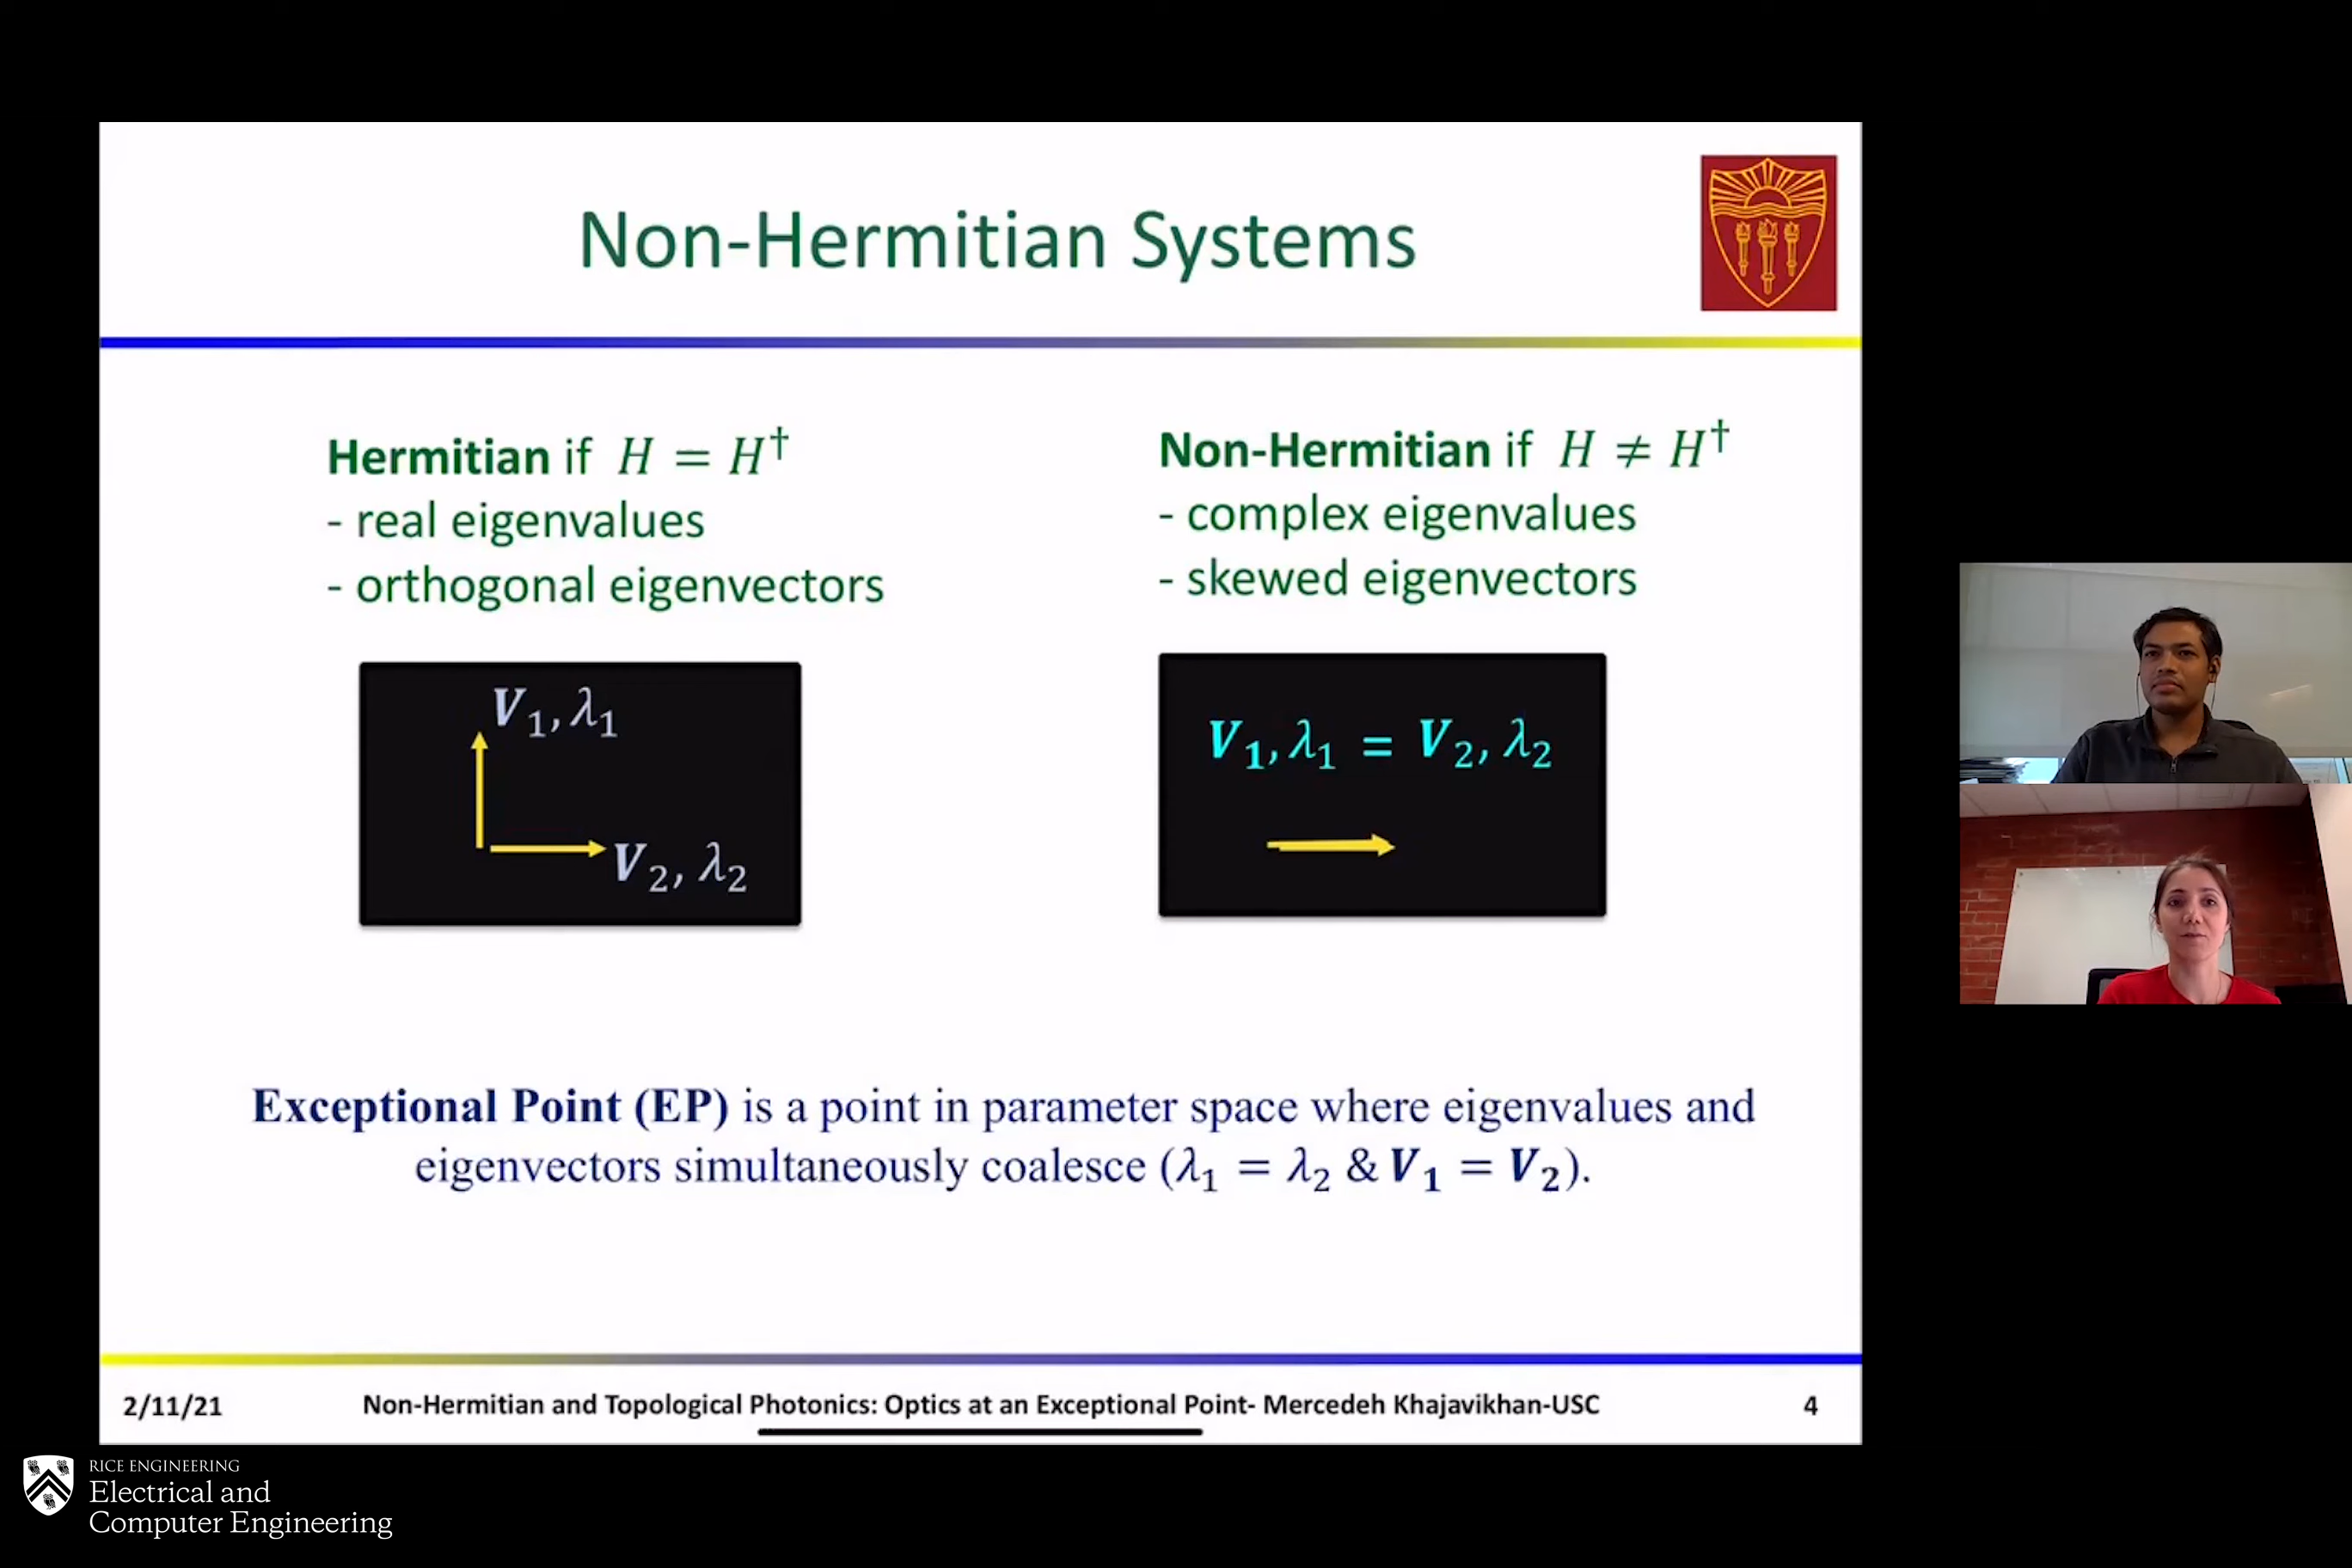 Non-Hermitian Systems
Hermitian if H = H†
- real eigenvalues
- orthogonal eigenvectors
Non-Hermitian if H ≠ H†
- complex eigenvalues
- skewed eigenvectors
V₁, λ₁
V₂, λ₂
V₁, λ₁ = V₂, λ₂
Exceptional Point (EP) is a point in parameter space where eigenvalues and
eigenvectors simultaneously coalesce (λ₁ = λ₂ & V₁ = V₂).
2/11/21
Non-Hermitian and Topological Photonics: Optics at an Exceptional Point- Mercedeh Khajavikhan-USC
4
RICE ENGINEERING
Electrical and
Computer Engineering